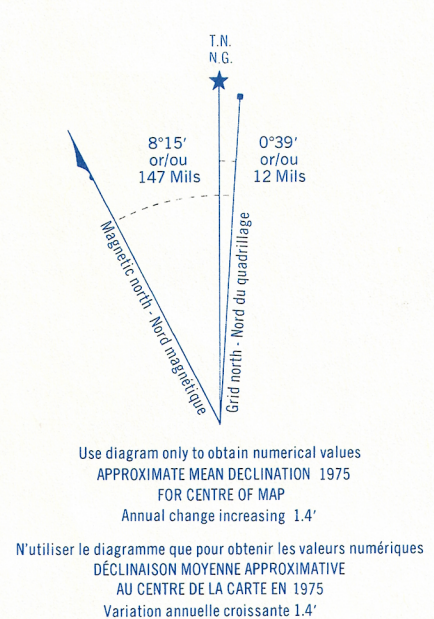 T.N.
N.G.
8°15′
or/ou
147 Mils
0°39′
or/ou
12 Mils
Magnetic north - Nord magnétique
Grid north - Nord du quadrillage
Use diagram only to obtain numerical values
APPROXIMATE MEAN DECLINATION 1975
FOR CENTRE OF MAP
Annual change increasing 1.4′
N'utiliser le diagramme que pour obtenir les valeurs numériques
DÉCLINAISON MOYENNE APPROXIMATIVE
AU CENTRE DE LA CARTE EN 1975
Variation annuelle croissante 1.4′